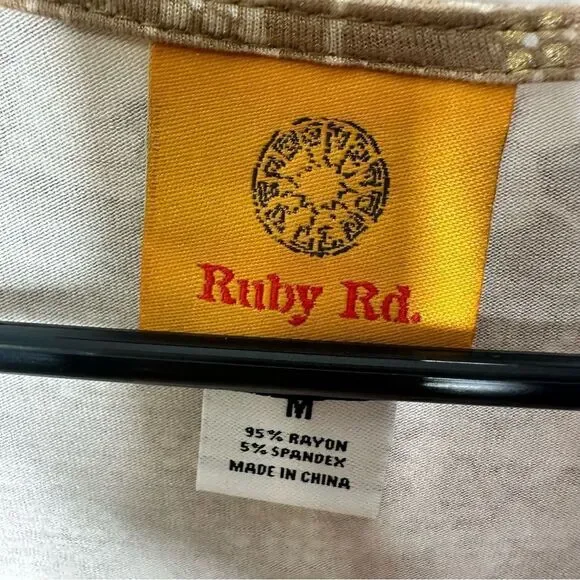 Ruby Rd.
M
95% RAYON
5% SPANDEX
MADE IN CHINA